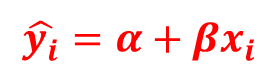 ŷᵢ = α + βxᵢ